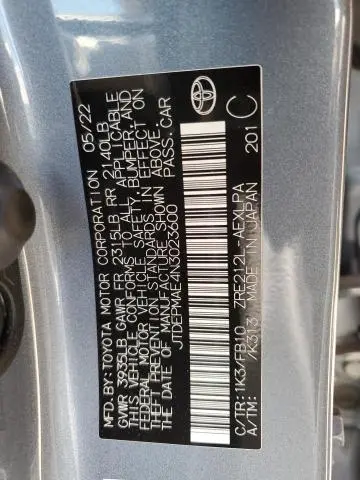 MFD. BY: TOYOTA MOTOR CORPORATION 05/22
GVWR 3935LB GAWR FR 2315LB RR 2140LB
THIS VEHICLE CONFORMS TO ALL APPLICABLE
FEDERAL MOTOR VEHICLE SAFETY, BUMPER, AND
THEFT PREVENTION STANDARDS IN EFFECT ON
THE DATE OF MANUFACTURE SHOWN ABOVE.
JTDEPMAE4N3023600 PASS. CAR
C/TR: 1K3/FB10 7RE212L-AEXLPA
A/TM: /K313 MADE IN JAPAN 201 C